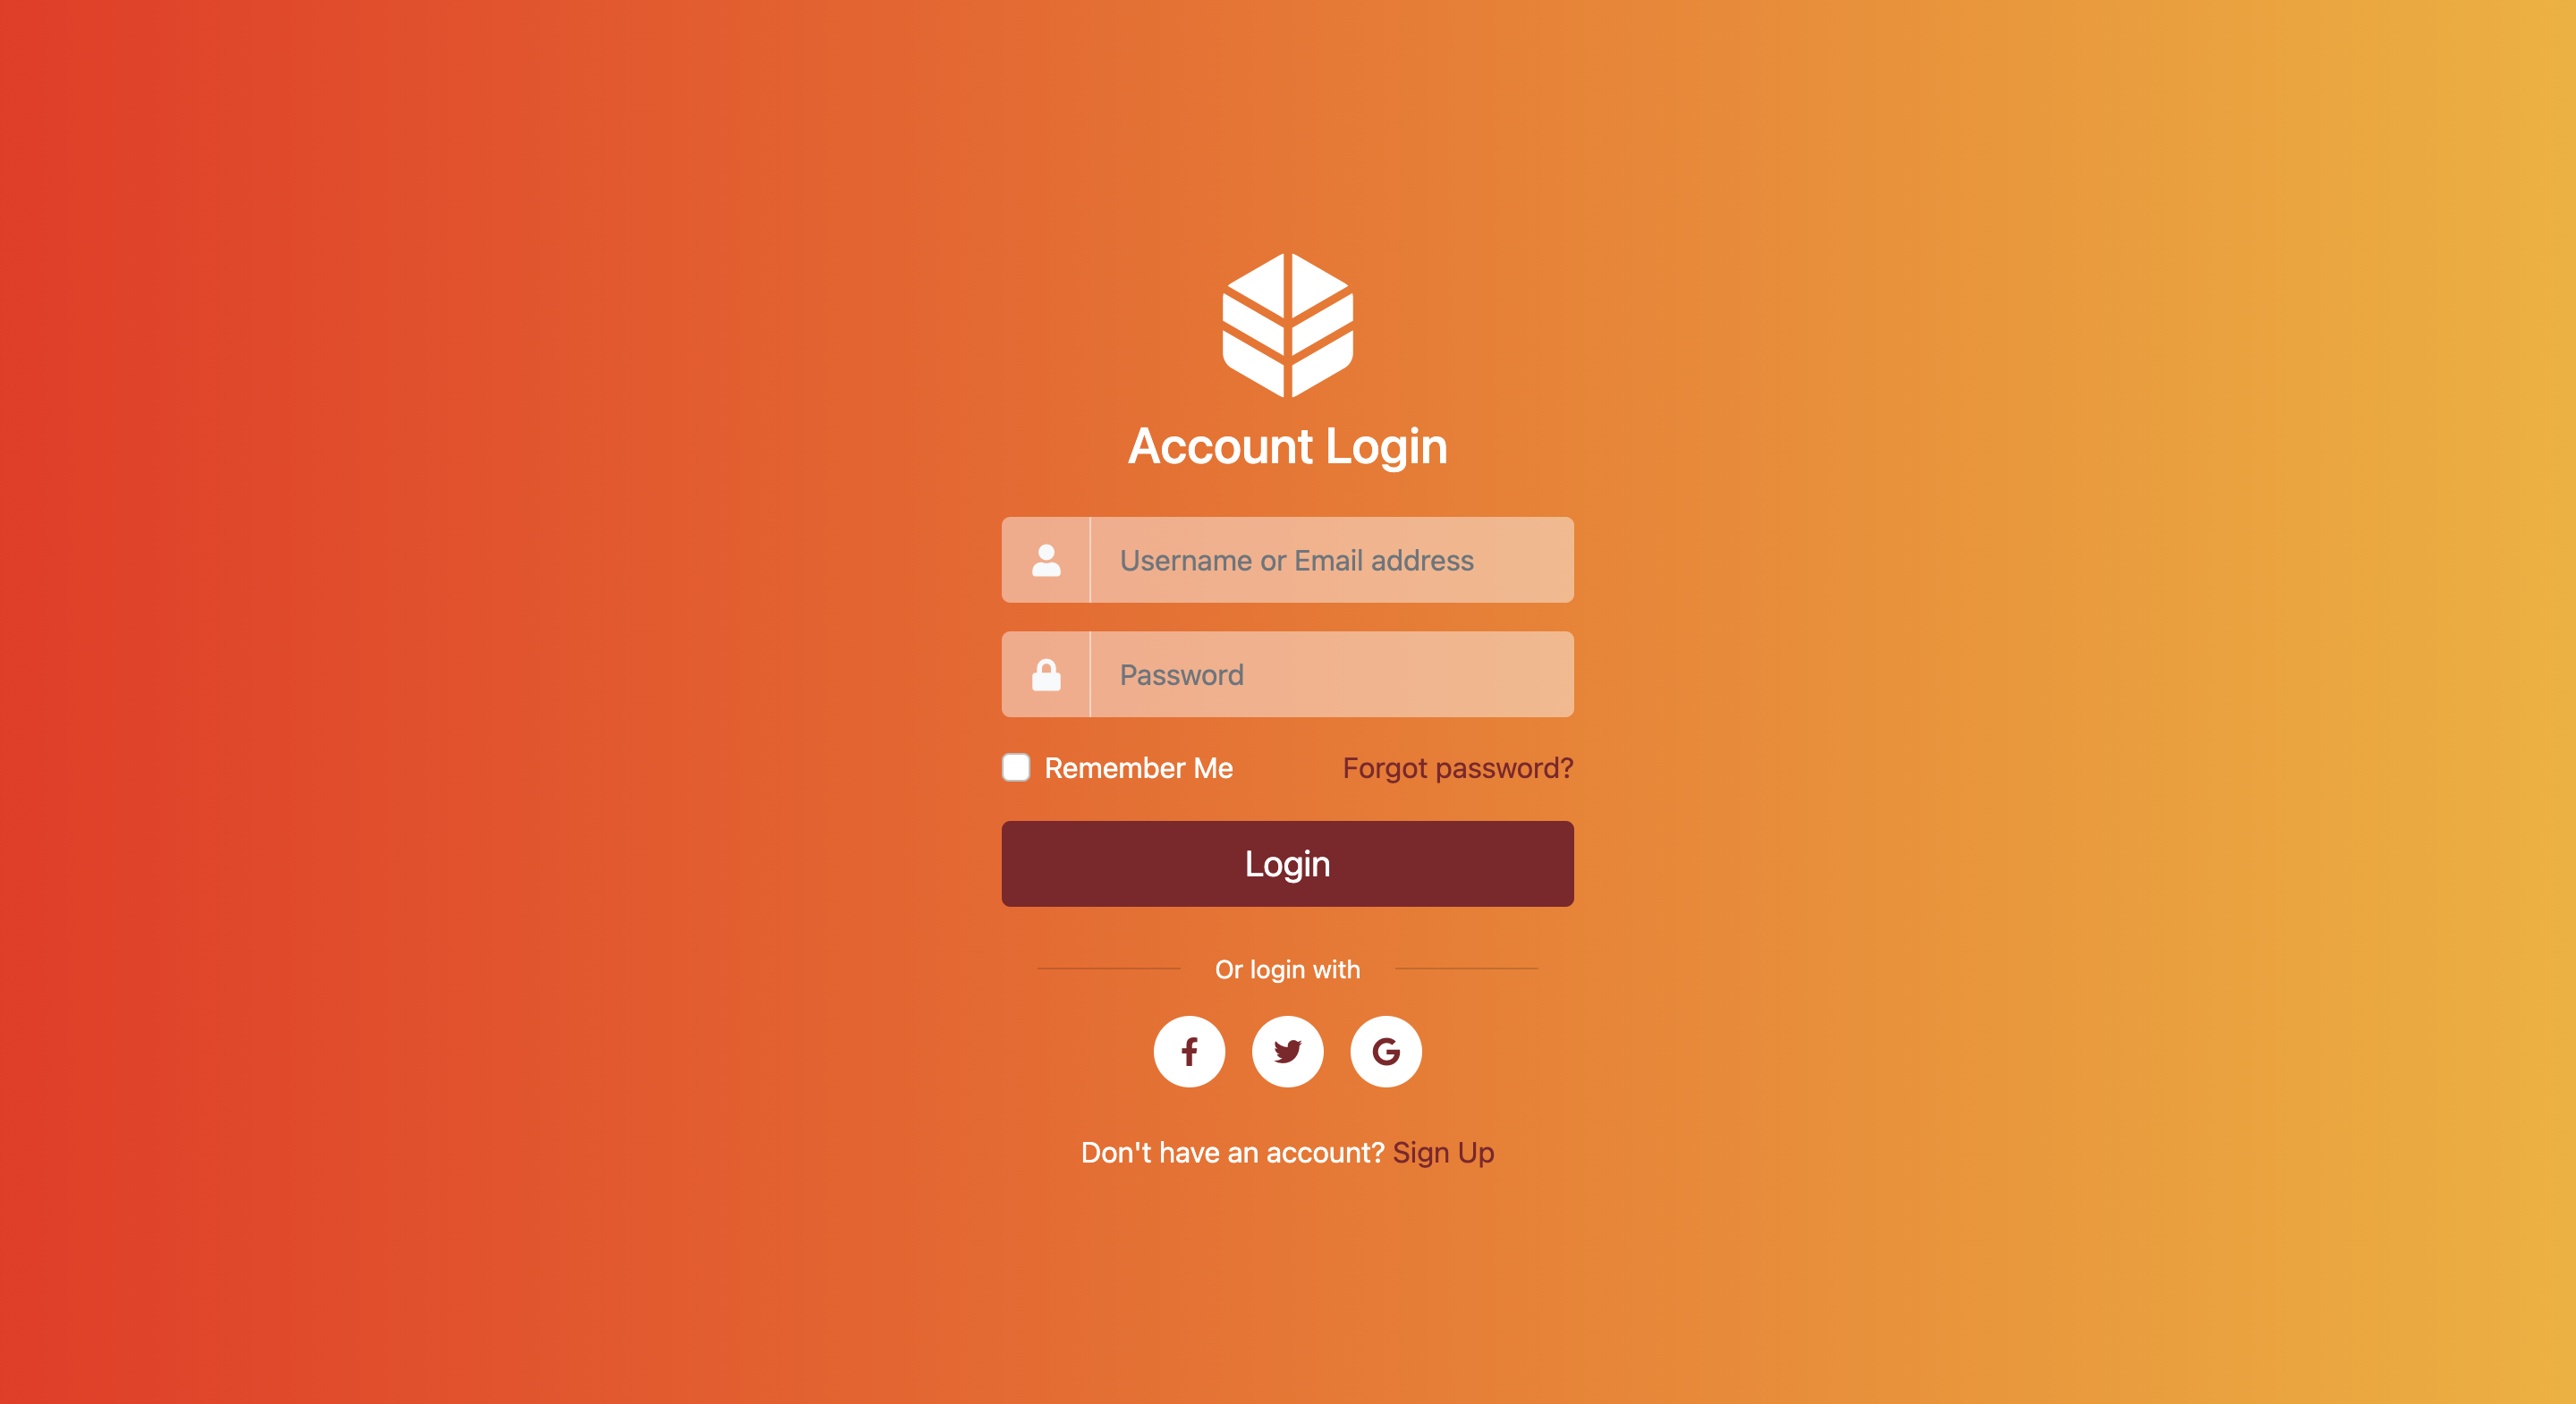 Account Login
Username or Email address
Password
Remember Me
Forgot password?
Login
Or login with
Don't have an account? Sign Up